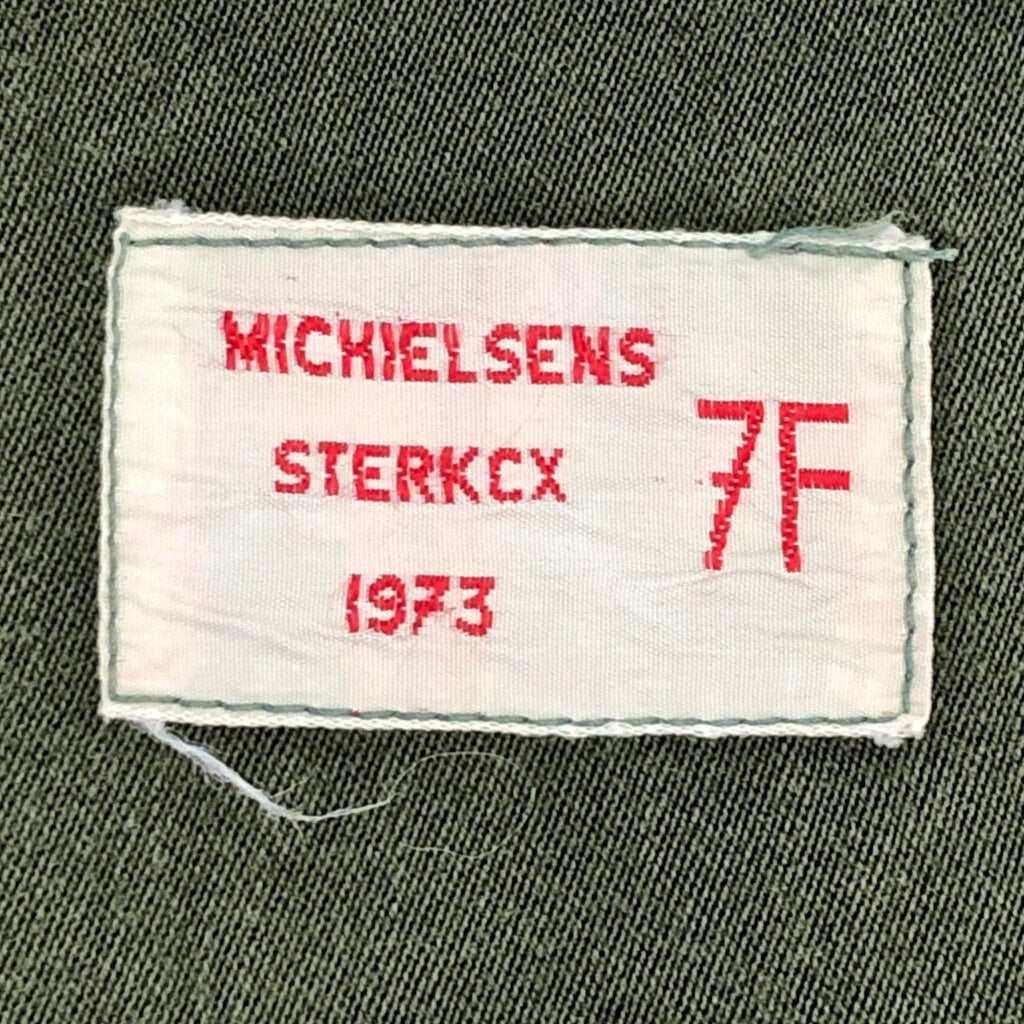 MICHIELSENS
STERKCX
1973
7F